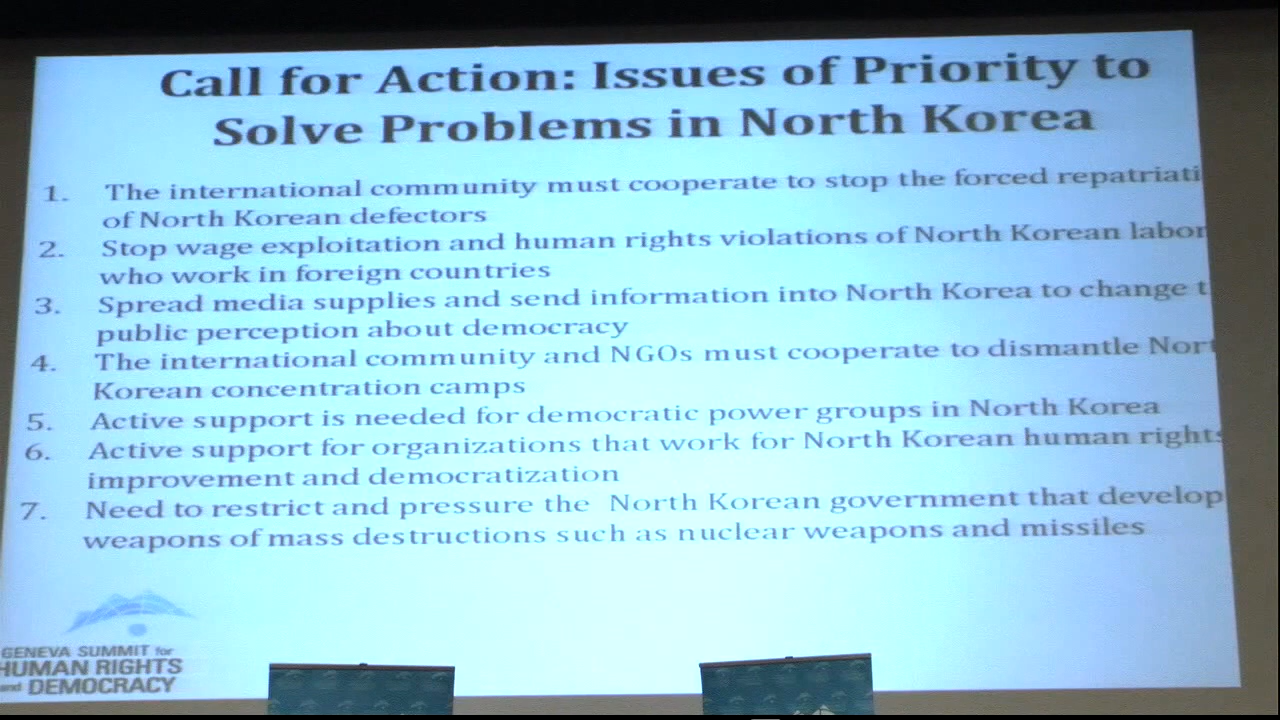 Call for Action: Issues of Priority to
Solve Problems in North Korea
1. The international community must cooperate to stop the forced repatriati
of North Korean defectors
2. Stop wage exploitation and human rights violations of North Korean labor
who work in foreign countries
3. Spread media supplies and send information into North Korea to change t
public perception about democracy
4. The international community and NGOs must cooperate to dismantle Nort
Korean concentration camps
5. Active support is needed for democratic power groups in North Korea
6. Active support for organizations that work for North Korean human rights
improvement and democratization
7. Need to restrict and pressure the North Korean government that develop
weapons of mass destructions such as nuclear weapons and missiles
GENEVA SUMMIT for
HUMAN RIGHTS
and DEMOCRACY